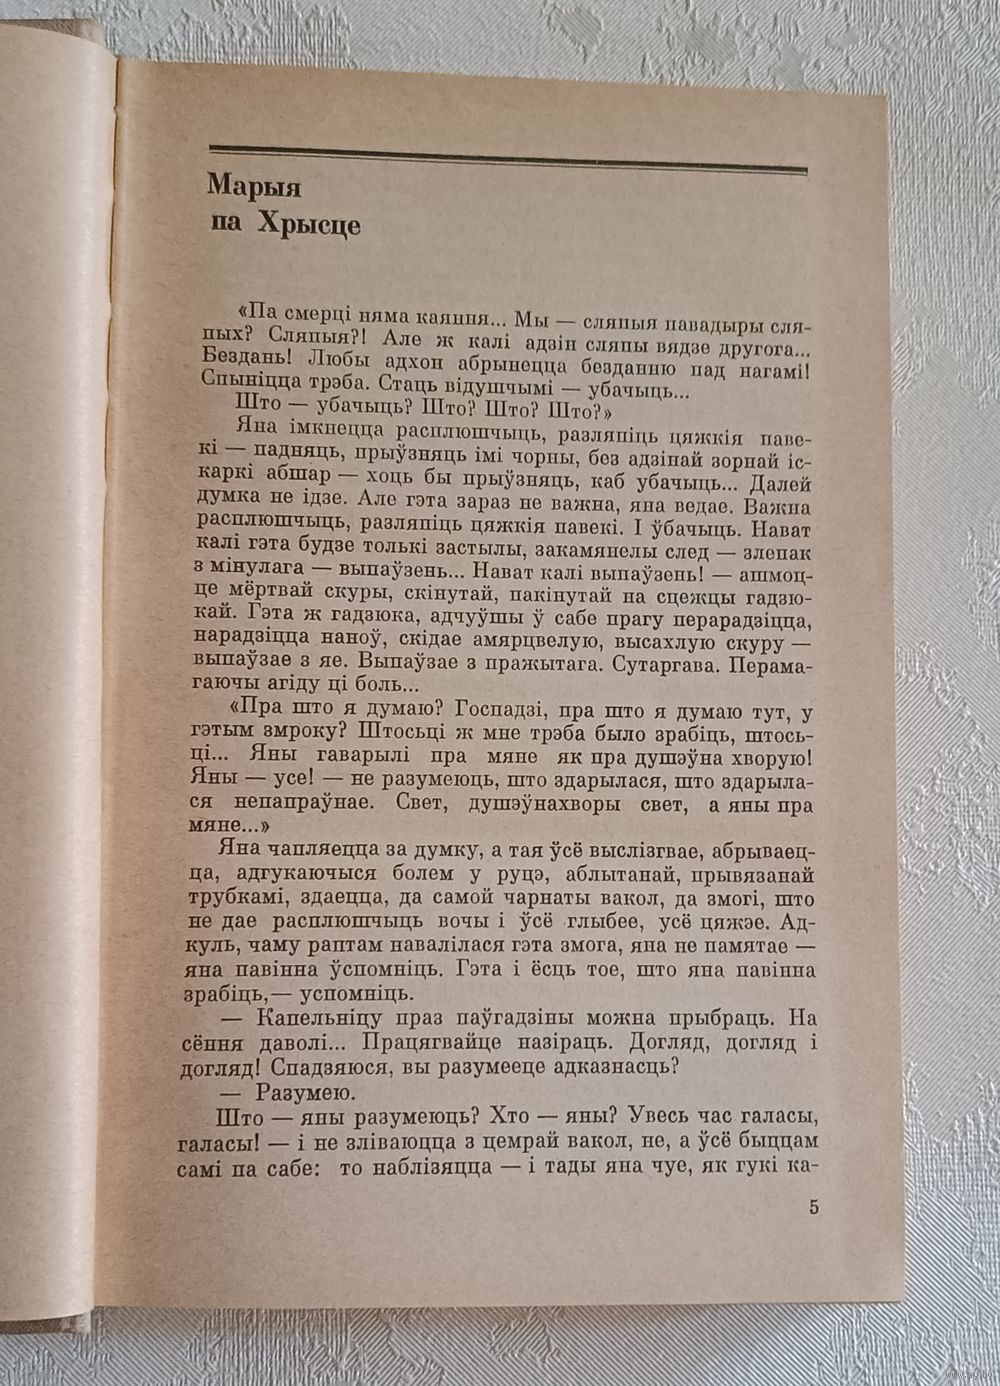 Марыя
па Хрысце
«Па смерці няма каяння... Мы — сляпыя павадыры сля-
пых? Сляпыя?! Але ж калі адзін сляпы вядзе другога...
Бездань! Любы адхон абрынецца безданню пад нагамі!
Спыніцца трэба. Стаць відушчымі — убачыць...
Што — убачыць? Што? Што? Што?»
Яна імкнецца расплюшчыць, разляпіць цяжкія паве-
кі — падняць, прыўзняць імі чорны, без адзінай зорнай іс-
каркі абшар — хоць бы прыўзняць, каб убачыць... Далей
думка не ідзе. Але гэта зараз не важна, яна ведае. Важна
расплюшчыць, разляпіць цяжкія павекі. І ўбачыць. Нават
калі гэта будзе толькі застылы, закамянелы след — злепак
з мінулага — выпаўзень... Нават калі выпаўзень! — ашмоц-
це мёртвай скуры, скінутай, пакінутай на сцежцы гадзю-
кай. Гэта ж гадзюка, адчуўшы ў сабе прагу перарадзіцца,
нарадзіцца наноў, скідае амярцвелую, высахлую скуру —
выпаўзае з яе. Выпаўзае з пражытага. Сутаргава. Перама-
гаючы агіду ці боль...
«Пра што я думаю? Госпадзі, пра што я думаю тут, у
гэтым змроку? Штосьці ж мне трэба было зрабіць, штось-
ці... Яны гаварылі пра мяне як пра душэўна хворую!
Яны — усе! — не разумеюць, што здарылася, што здарыла-
ся непапраўнае. Свет, душэўнахворы свет, а яны пра
мяне...»
Яна чапляецца за думку, а тая ўсё выслізгвае, абрываец-
ца, адгукаючыся болем у руцэ, аблытанай, прывязанай
трубкамі, здаецца, да самой чарнаты вакол, да змогі, што
не дае расплюшчыць вочы і ўсё глыбее, усё цяжэе. Ад-
куль, чаму раптам навалілася гэта змога, яна не памятае —
яна павінна ўспомніць. Гэта і ёсць тое, што яна павінна
зрабіць,— успомніць.
— Капельніцу праз паўгадзіны можна прыбраць. На
сёння даволі... Працягвайце назіраць. Догляд, догляд і
догляд! Спадзяюся, вы разумееце адказнасць?
— Разумею.
Што — яны разумеюць? Хто — яны? Увесь час галасы,
галасы! — і не зліваюцца з цемрай вакол, не, а ўсё быццам
самі па сабе: то наблізяцца — і тады яна чуе, як гукі ка-
5